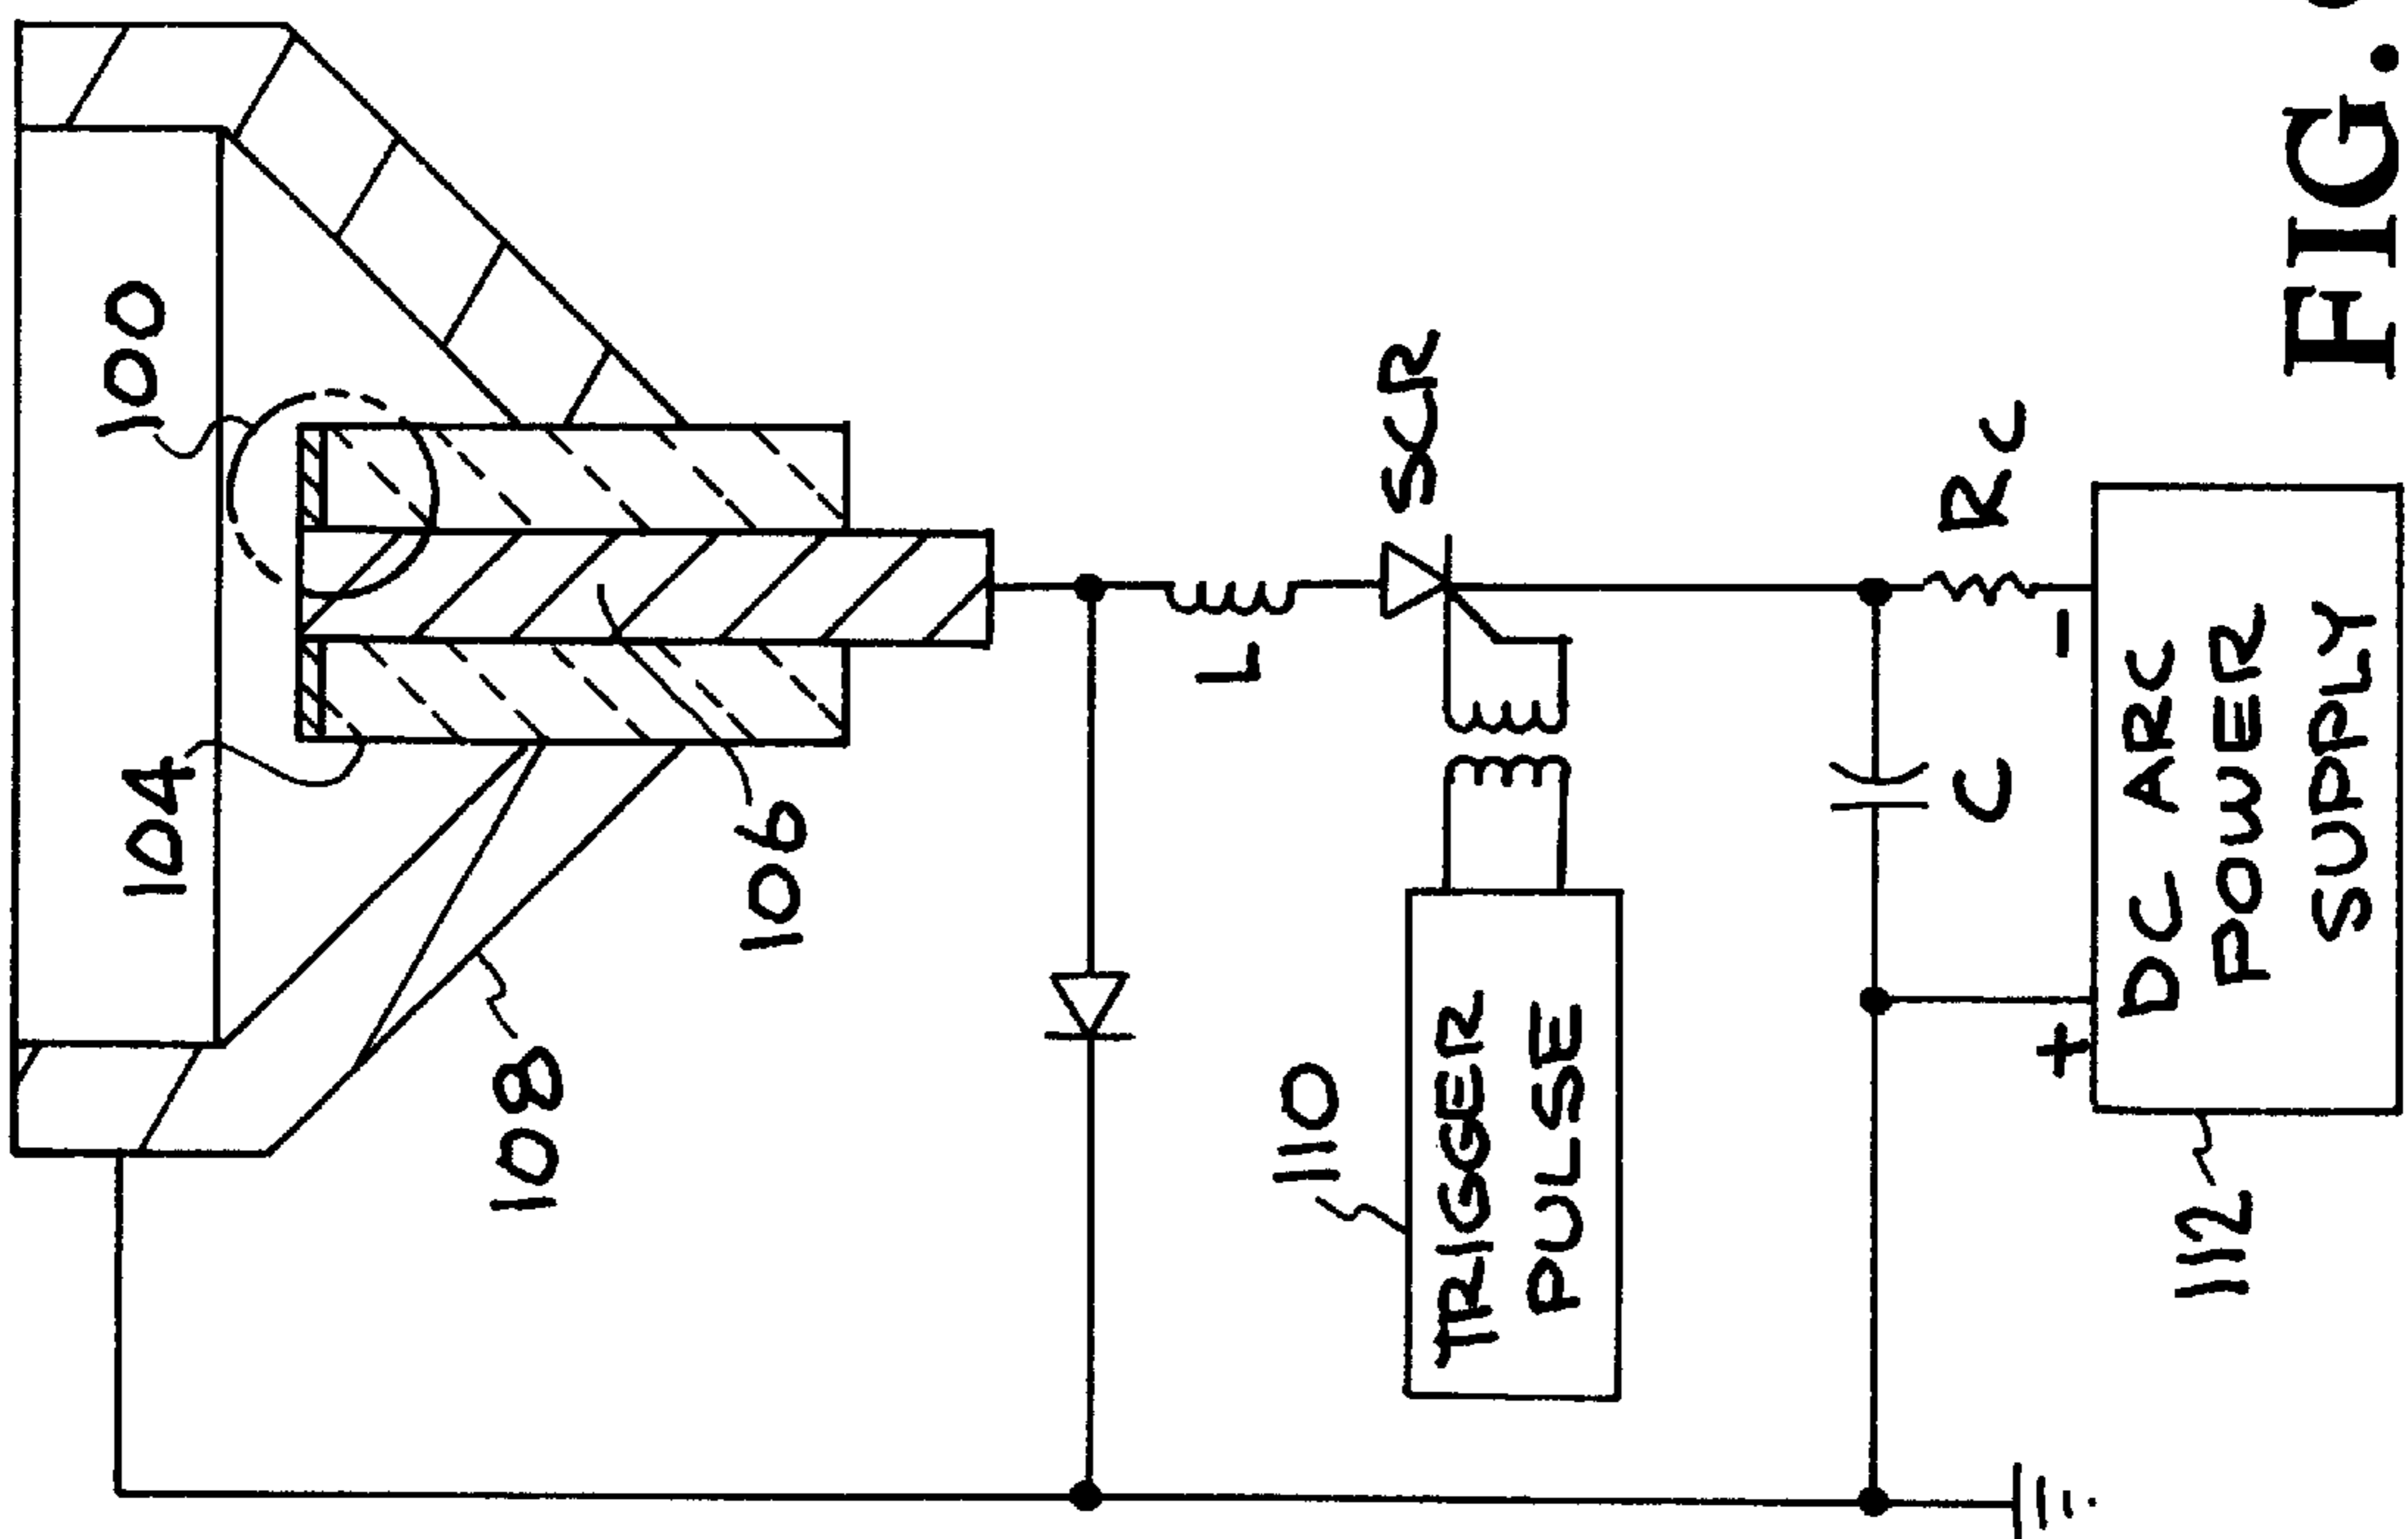 100
104
106
108
L
SCR
110
TRIGGER
PULSE
C
RC
+
−
DC ARC
POWER
SUPPLY
112
FIG.